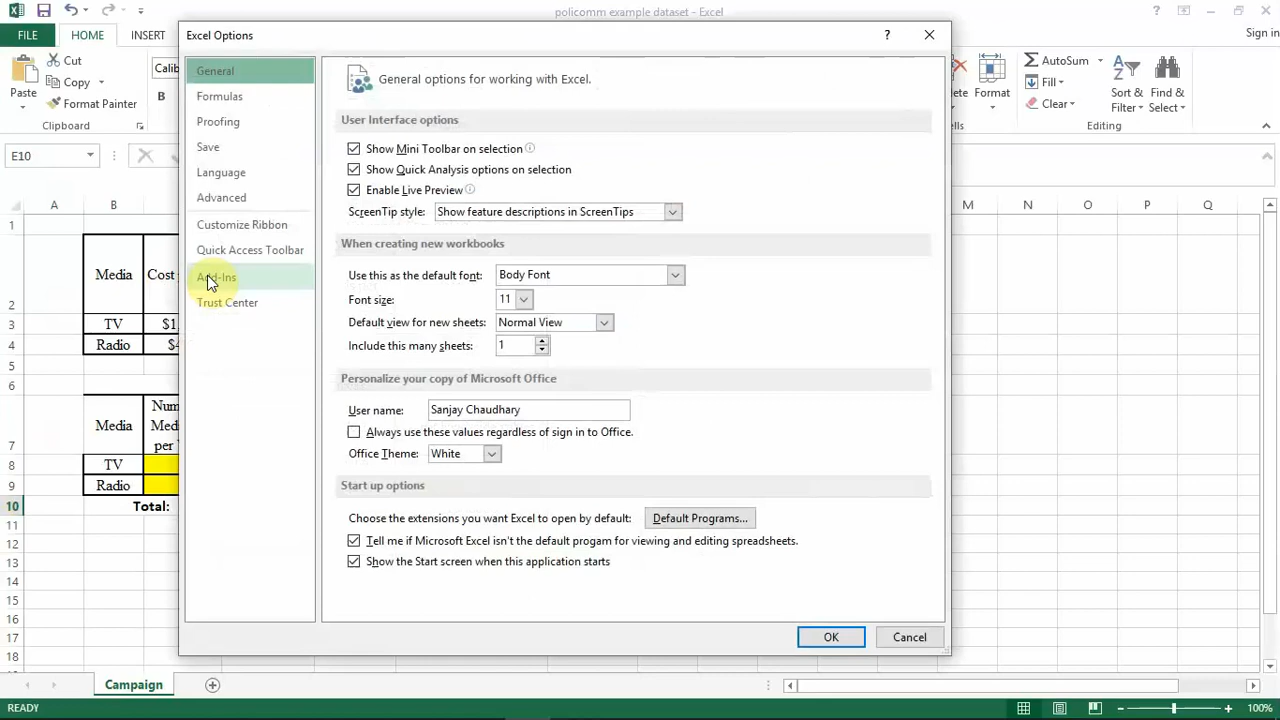 policomm example dataset - Excel
Excel Options
FILE HOME INSERT
Sign in
Cut
Copy
Format Painter
Paste
Clipboard
Calib
B
AutoSum
Fill
Clear
Sort & Filter
Find & Select
Format
Editing
E10
General
Formulas
Proofing
Save
Language
Advanced
Customize Ribbon
Quick Access Toolbar
Add-Ins
Trust Center
General options for working with Excel.
User Interface options
Show Mini Toolbar on selection
Show Quick Analysis options on selection
Enable Live Preview
ScreenTip style: Show feature descriptions in ScreenTips
When creating new workbooks
Use this as the default font: Body Font
Font size: 11
Default view for new sheets: Normal View
Include this many sheets: 1
Personalize your copy of Microsoft Office
User name: Sanjay Chaudhary
Always use these values regardless of sign in to Office.
Office Theme: White
Start up options
Choose the extensions you want Excel to open by default: Default Programs...
Tell me if Microsoft Excel isn't the default progam for viewing and editing spreadsheets.
Show the Start screen when this application starts
OK Cancel
A B M N O P Q
1
2 Media Cost
3 TV $1,
4 Radio
5
6
7 Media
8 TV
9 Radio
10 Total:
11
12
13
14
15
16
17
18
Campaign
READY
100%